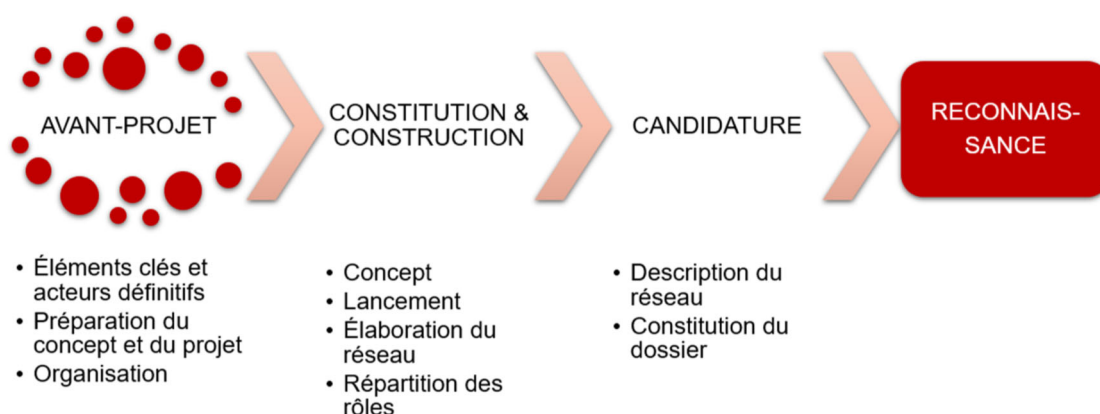 AVANT-PROJET
CONSTITUTION &
CONSTRUCTION
CANDIDATURE
RECONNAIS-
SANCE
• Éléments clés et
acteurs définitifs
• Préparation du
concept et du projet
• Organisation
• Concept
• Lancement
• Élaboration du
réseau
• Répartition des
rôles
• Description du
réseau
• Constitution du
dossier